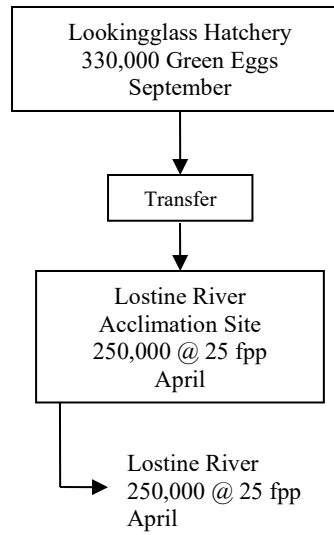 Lookingglass Hatchery
330,000 Green Eggs
September
Transfer
Lostine River
Acclimation Site
250,000 @ 25 fpp
April
Lostine River
250,000 @ 25 fpp
April